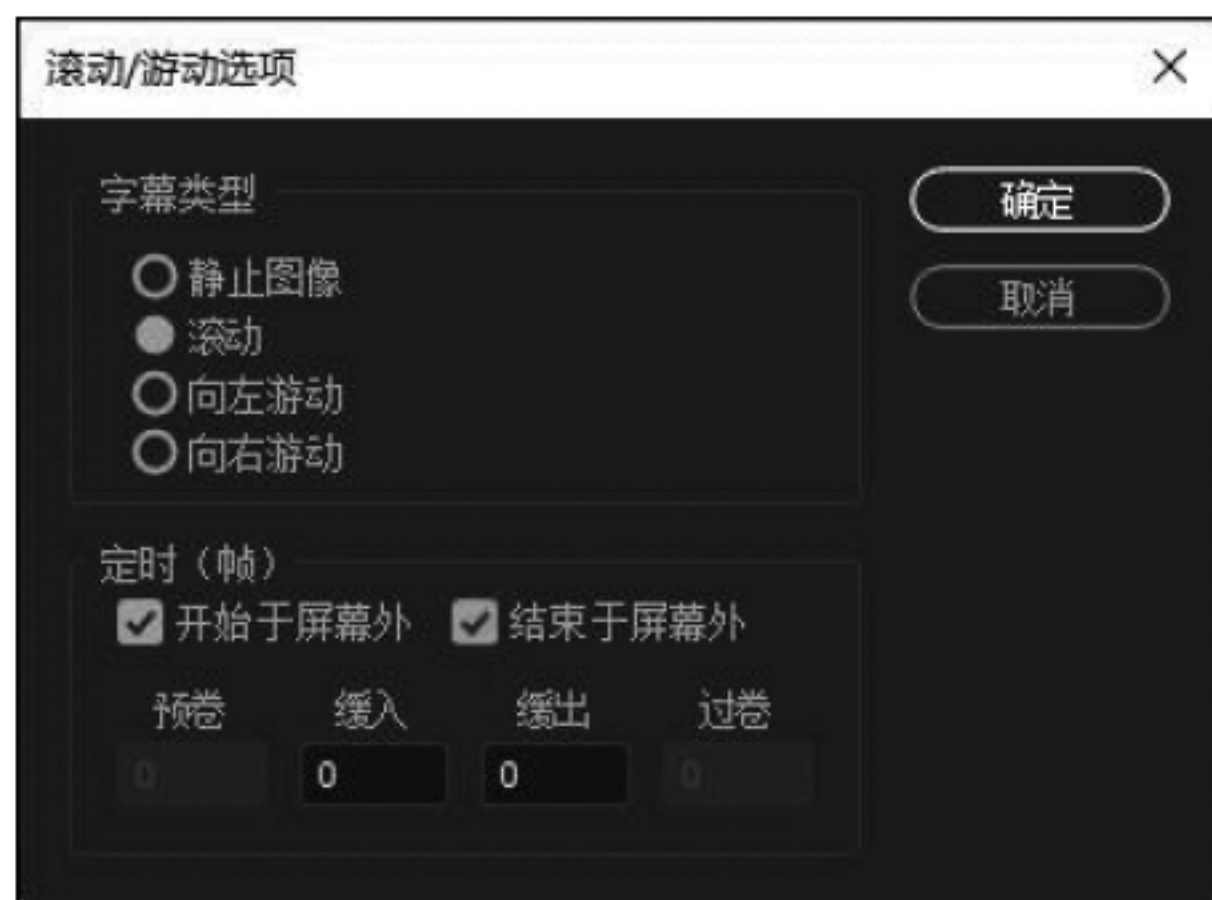 滚动/游动选项
字幕类型
确定
静止图像
取消
滚动
向左游动
向右游动
定时（帧）
开始于屏幕外 结束于屏幕外
预卷 缓入 缓出 过卷
0 0 0 0